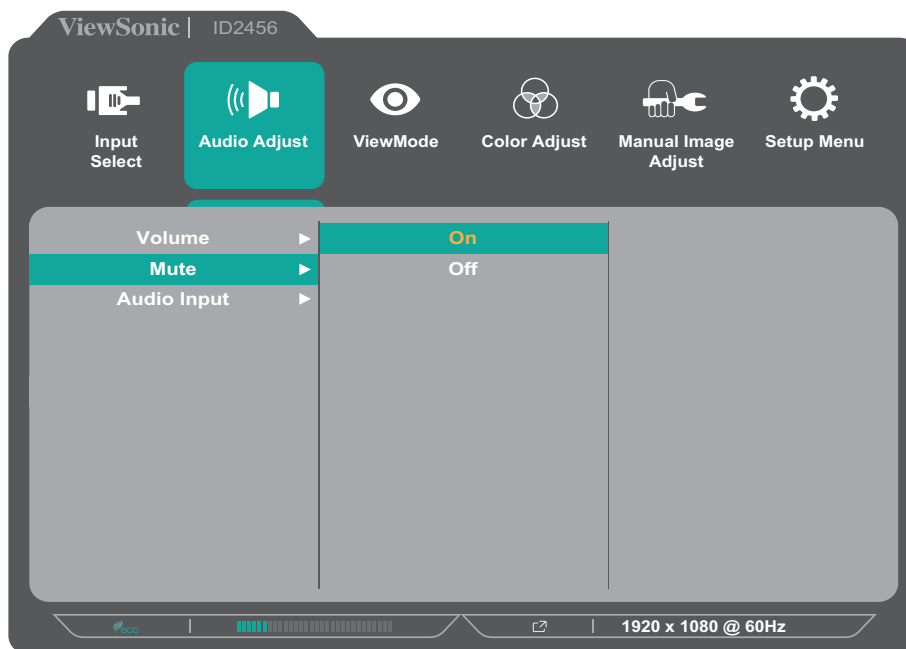 ViewSonic | ID2456
Input Select
Audio Adjust
ViewMode
Color Adjust
Manual Image Adjust
Setup Menu
Volume
On
Mute
Off
Audio Input
eco
1920 x 1080 @ 60Hz